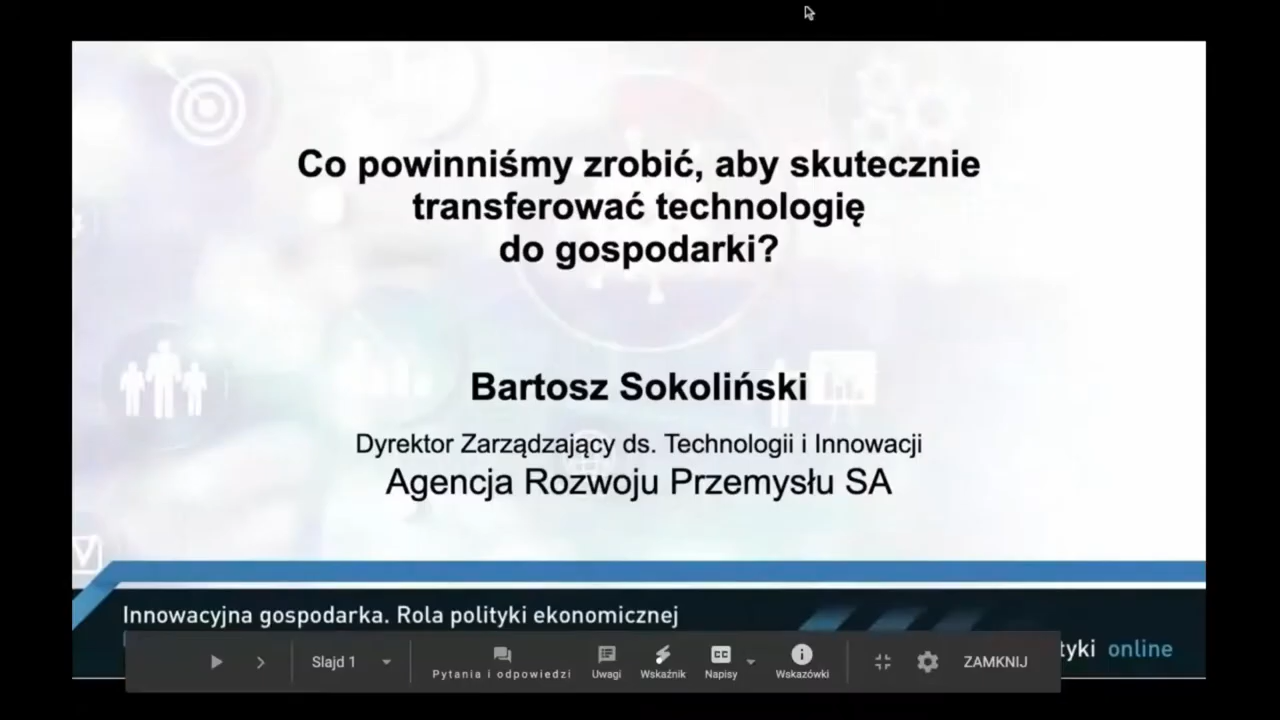 Co powinniśmy zrobić, aby skutecznie
transferować technologię
do gospodarki?
Bartosz Sokoliński
Dyrektor Zarządzający ds. Technologii i Innowacji
Agencja Rozwoju Przemysłu SA
Innowacyjna gospodarka. Rola polityki ekonomicznej
tyki online
Slajd 1
Pytania i odpowiedzi
Uwagi
Wskaźnik
CC
Napisy
Wskazówki
ZAMKNIJ